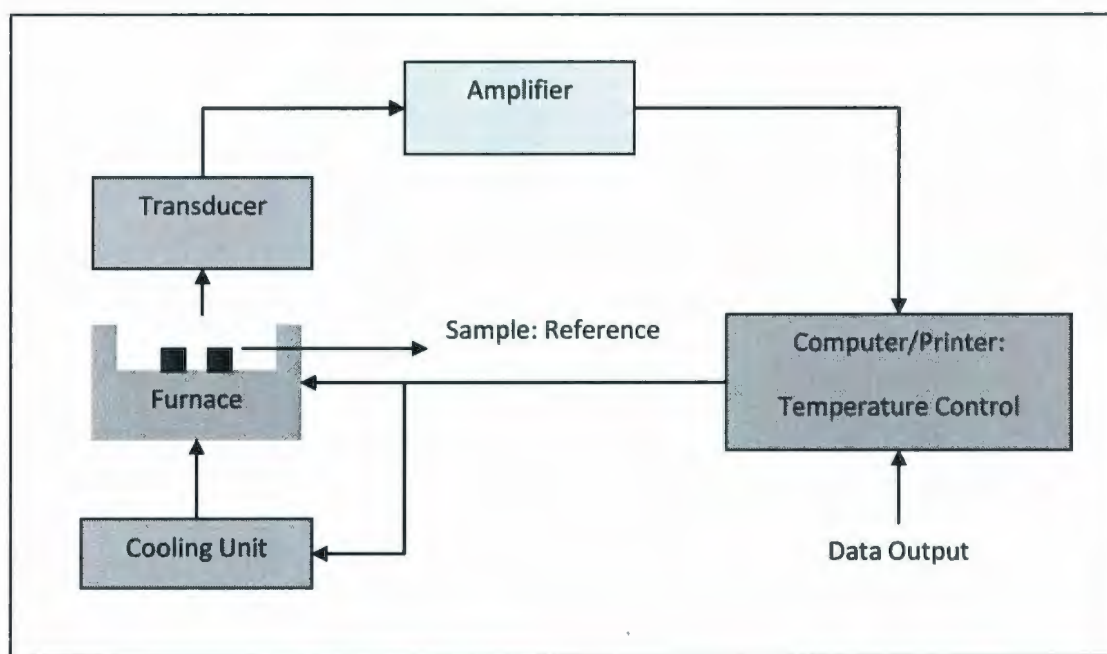 Amplifier
Transducer
Sample: Reference
Computer/Printer:
Temperature Control
Furnace
Cooling Unit
Data Output